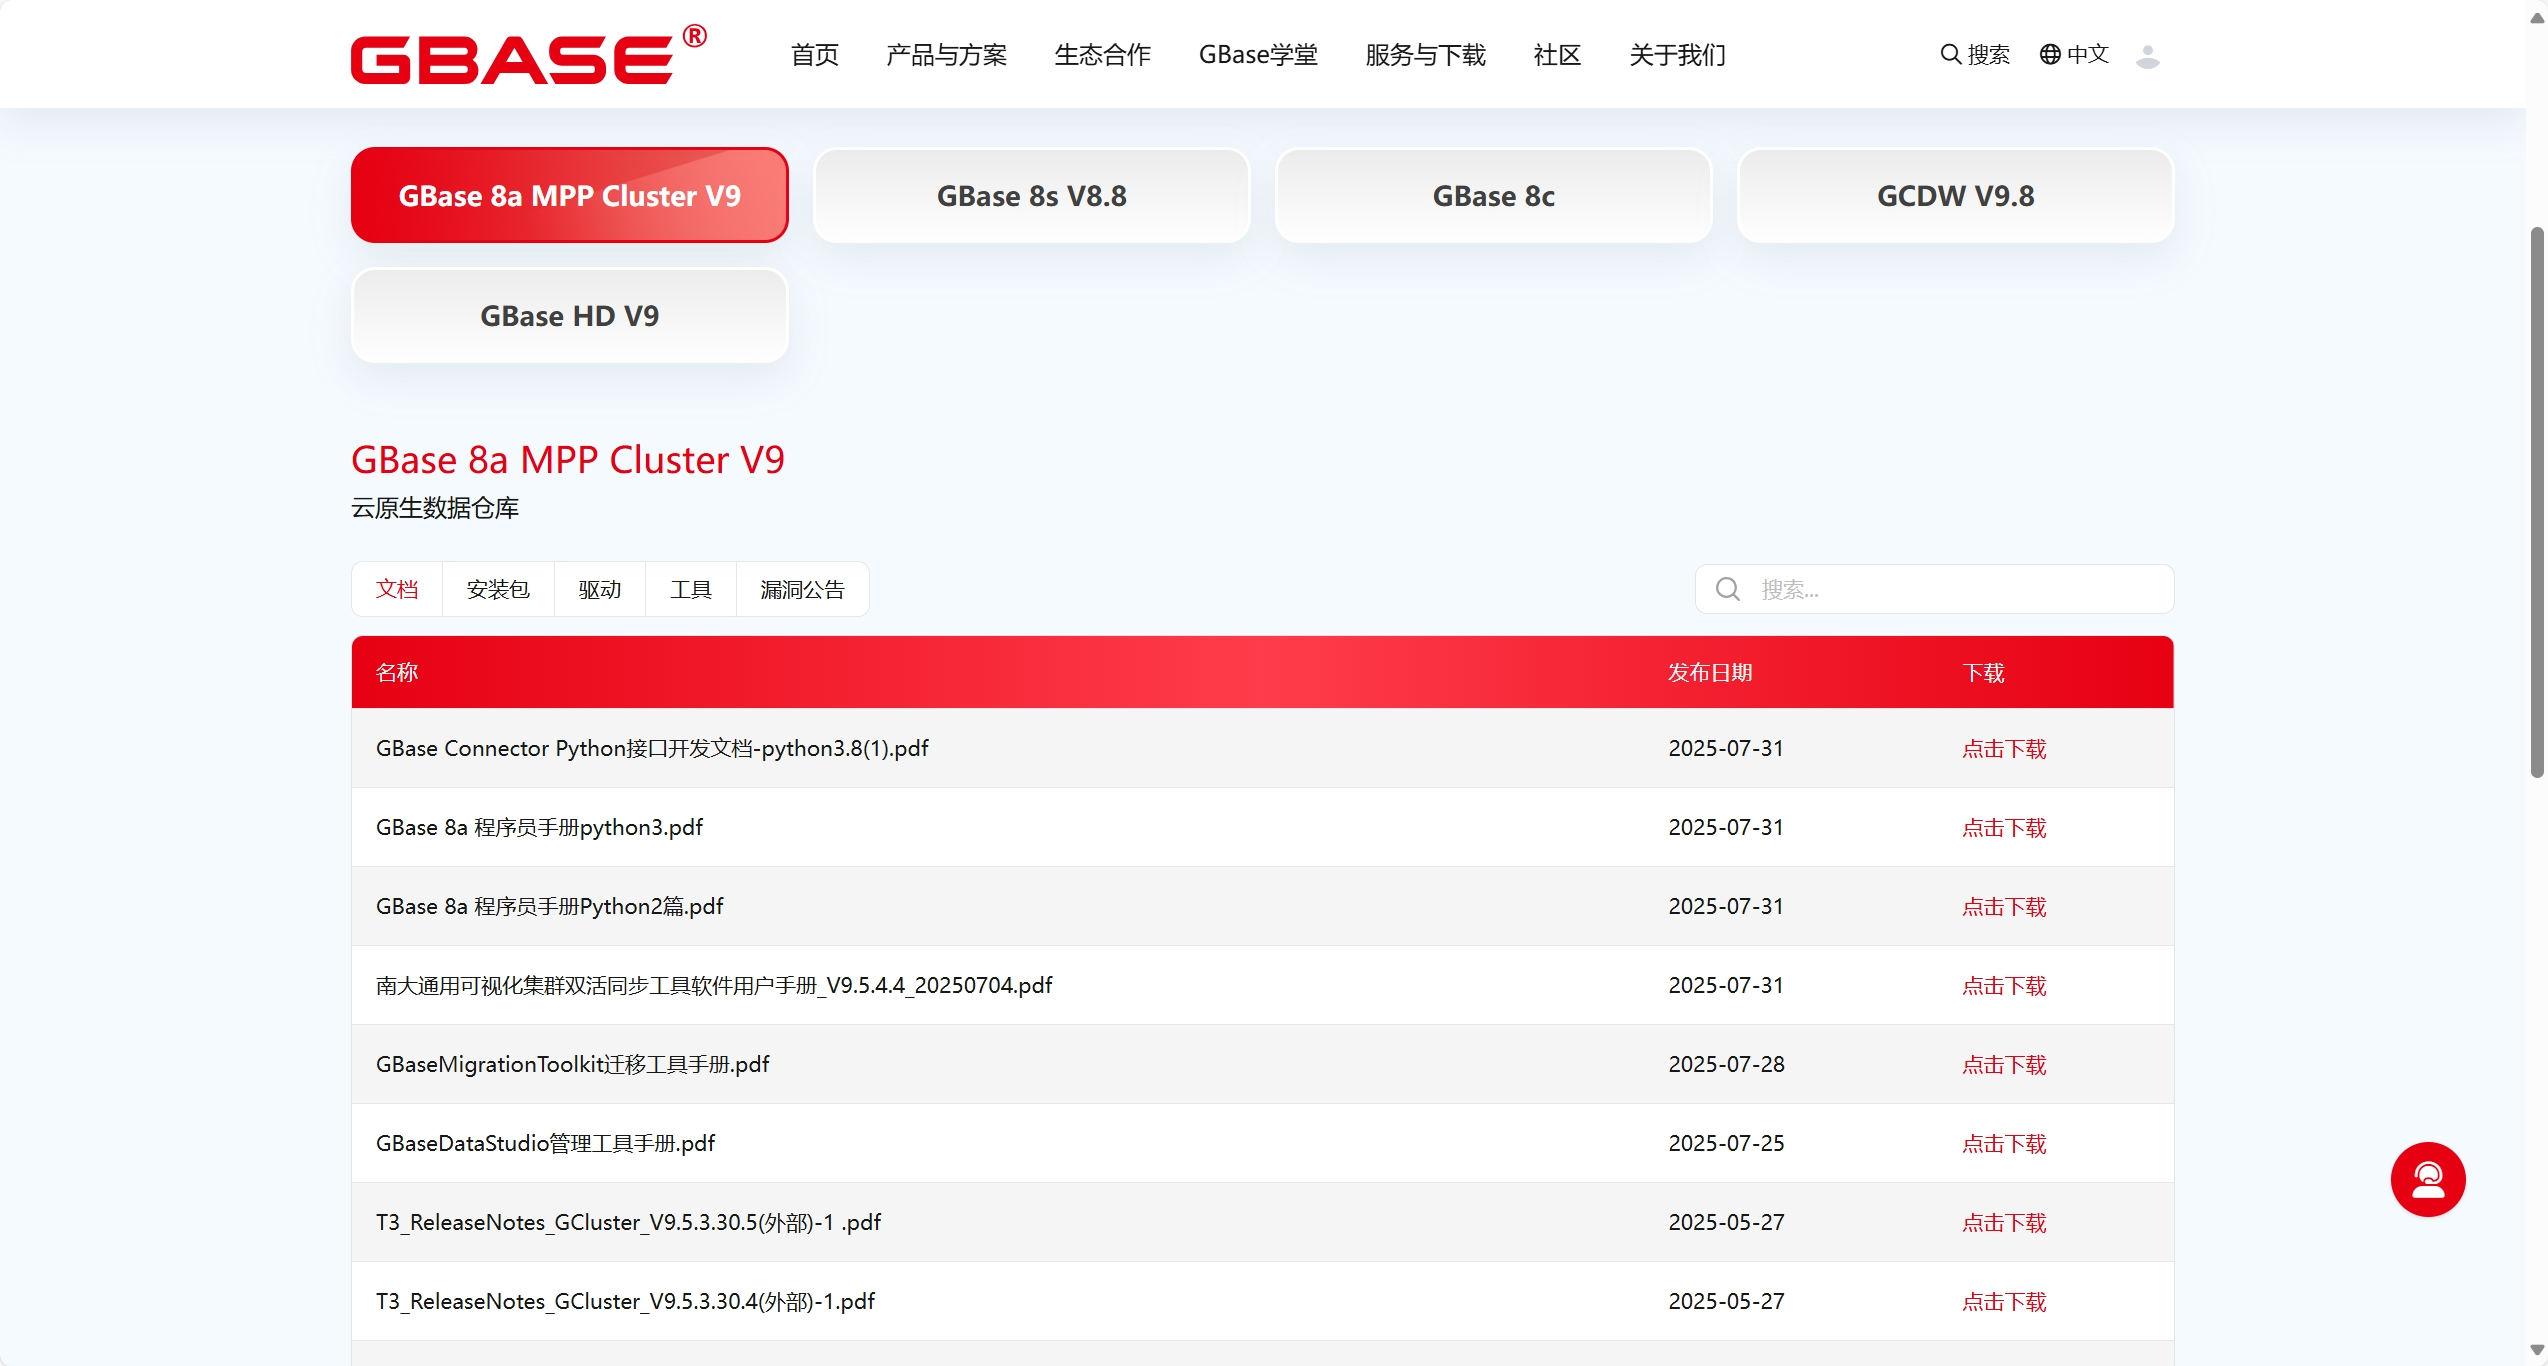 GBASE®
首页 产品与方案 生态合作 GBase学堂 服务与下载 社区 关于我们 搜索 中文
GBase 8a MPP Cluster V9 GBase 8s V8.8 GBase 8c GCDW V9.8
GBase HD V9
GBase 8a MPP Cluster V9
云原生数据仓库
文档 安装包 驱动 工具 漏洞公告 搜索...
名称 发布日期 下载
GBase Connector Python接口开发文档-python3.8(1).pdf 2025-07-31 点击下载
GBase 8a 程序员手册python3.pdf 2025-07-31 点击下载
GBase 8a 程序员手册Python2篇.pdf 2025-07-31 点击下载
南大通用可视化集群双活同步工具软件用户手册_V9.5.4.4_20250704.pdf 2025-07-31 点击下载
GBaseMigrationToolkit迁移工具手册.pdf 2025-07-28 点击下载
GBaseDataStudio管理工具手册.pdf 2025-07-25 点击下载
T3_ReleaseNotes_GCluster_V9.5.3.30.5(外部)-1 .pdf 2025-05-27 点击下载
T3_ReleaseNotes_GCluster_V9.5.3.30.4(外部)-1.pdf 2025-05-27 点击下载